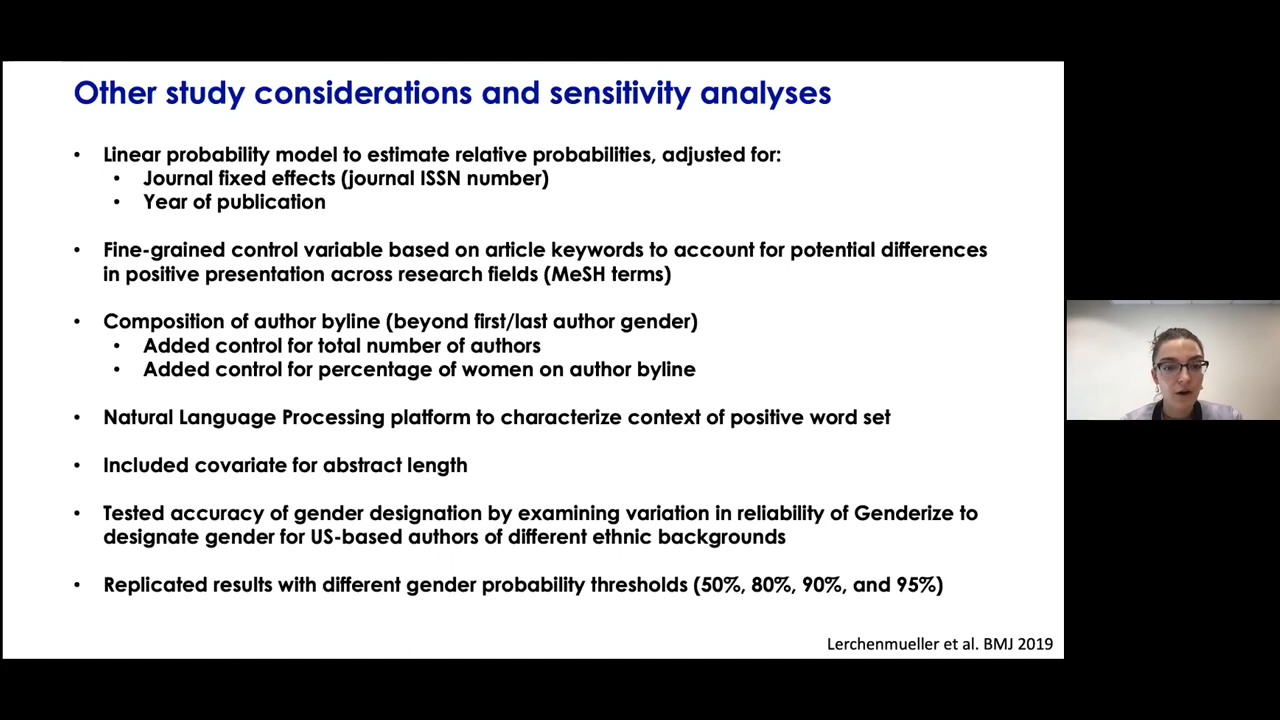 Other study considerations and sensitivity analyses
• Linear probability model to estimate relative probabilities, adjusted for:
• Journal fixed effects (journal ISSN number)
• Year of publication
• Fine-grained control variable based on article keywords to account for potential differences
in positive presentation across research fields (MeSH terms)
• Composition of author byline (beyond first/last author gender)
• Added control for total number of authors
• Added control for percentage of women on author byline
• Natural Language Processing platform to characterize context of positive word set
• Included covariate for abstract length
• Tested accuracy of gender designation by examining variation in reliability of Genderize to
designate gender for US-based authors of different ethnic backgrounds
• Replicated results with different gender probability thresholds (50%, 80%, 90%, and 95%)
Lerchenmueller et al. BMJ 2019